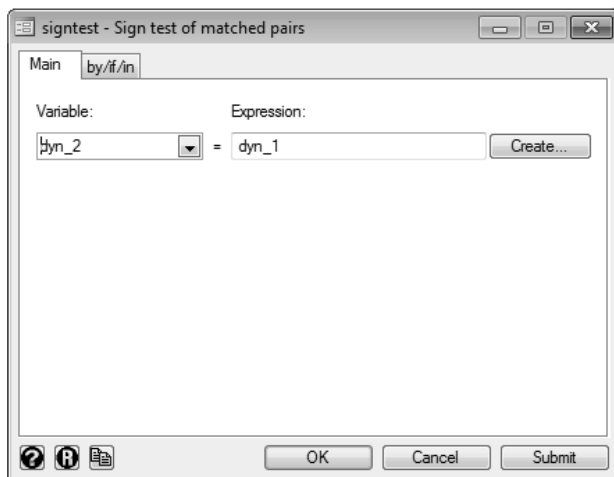 signtest - Sign test of matched pairs
Main by/if/in
Variable: Expression:
dyn_2 = dyn_1 Create...
? R OK Cancel Submit